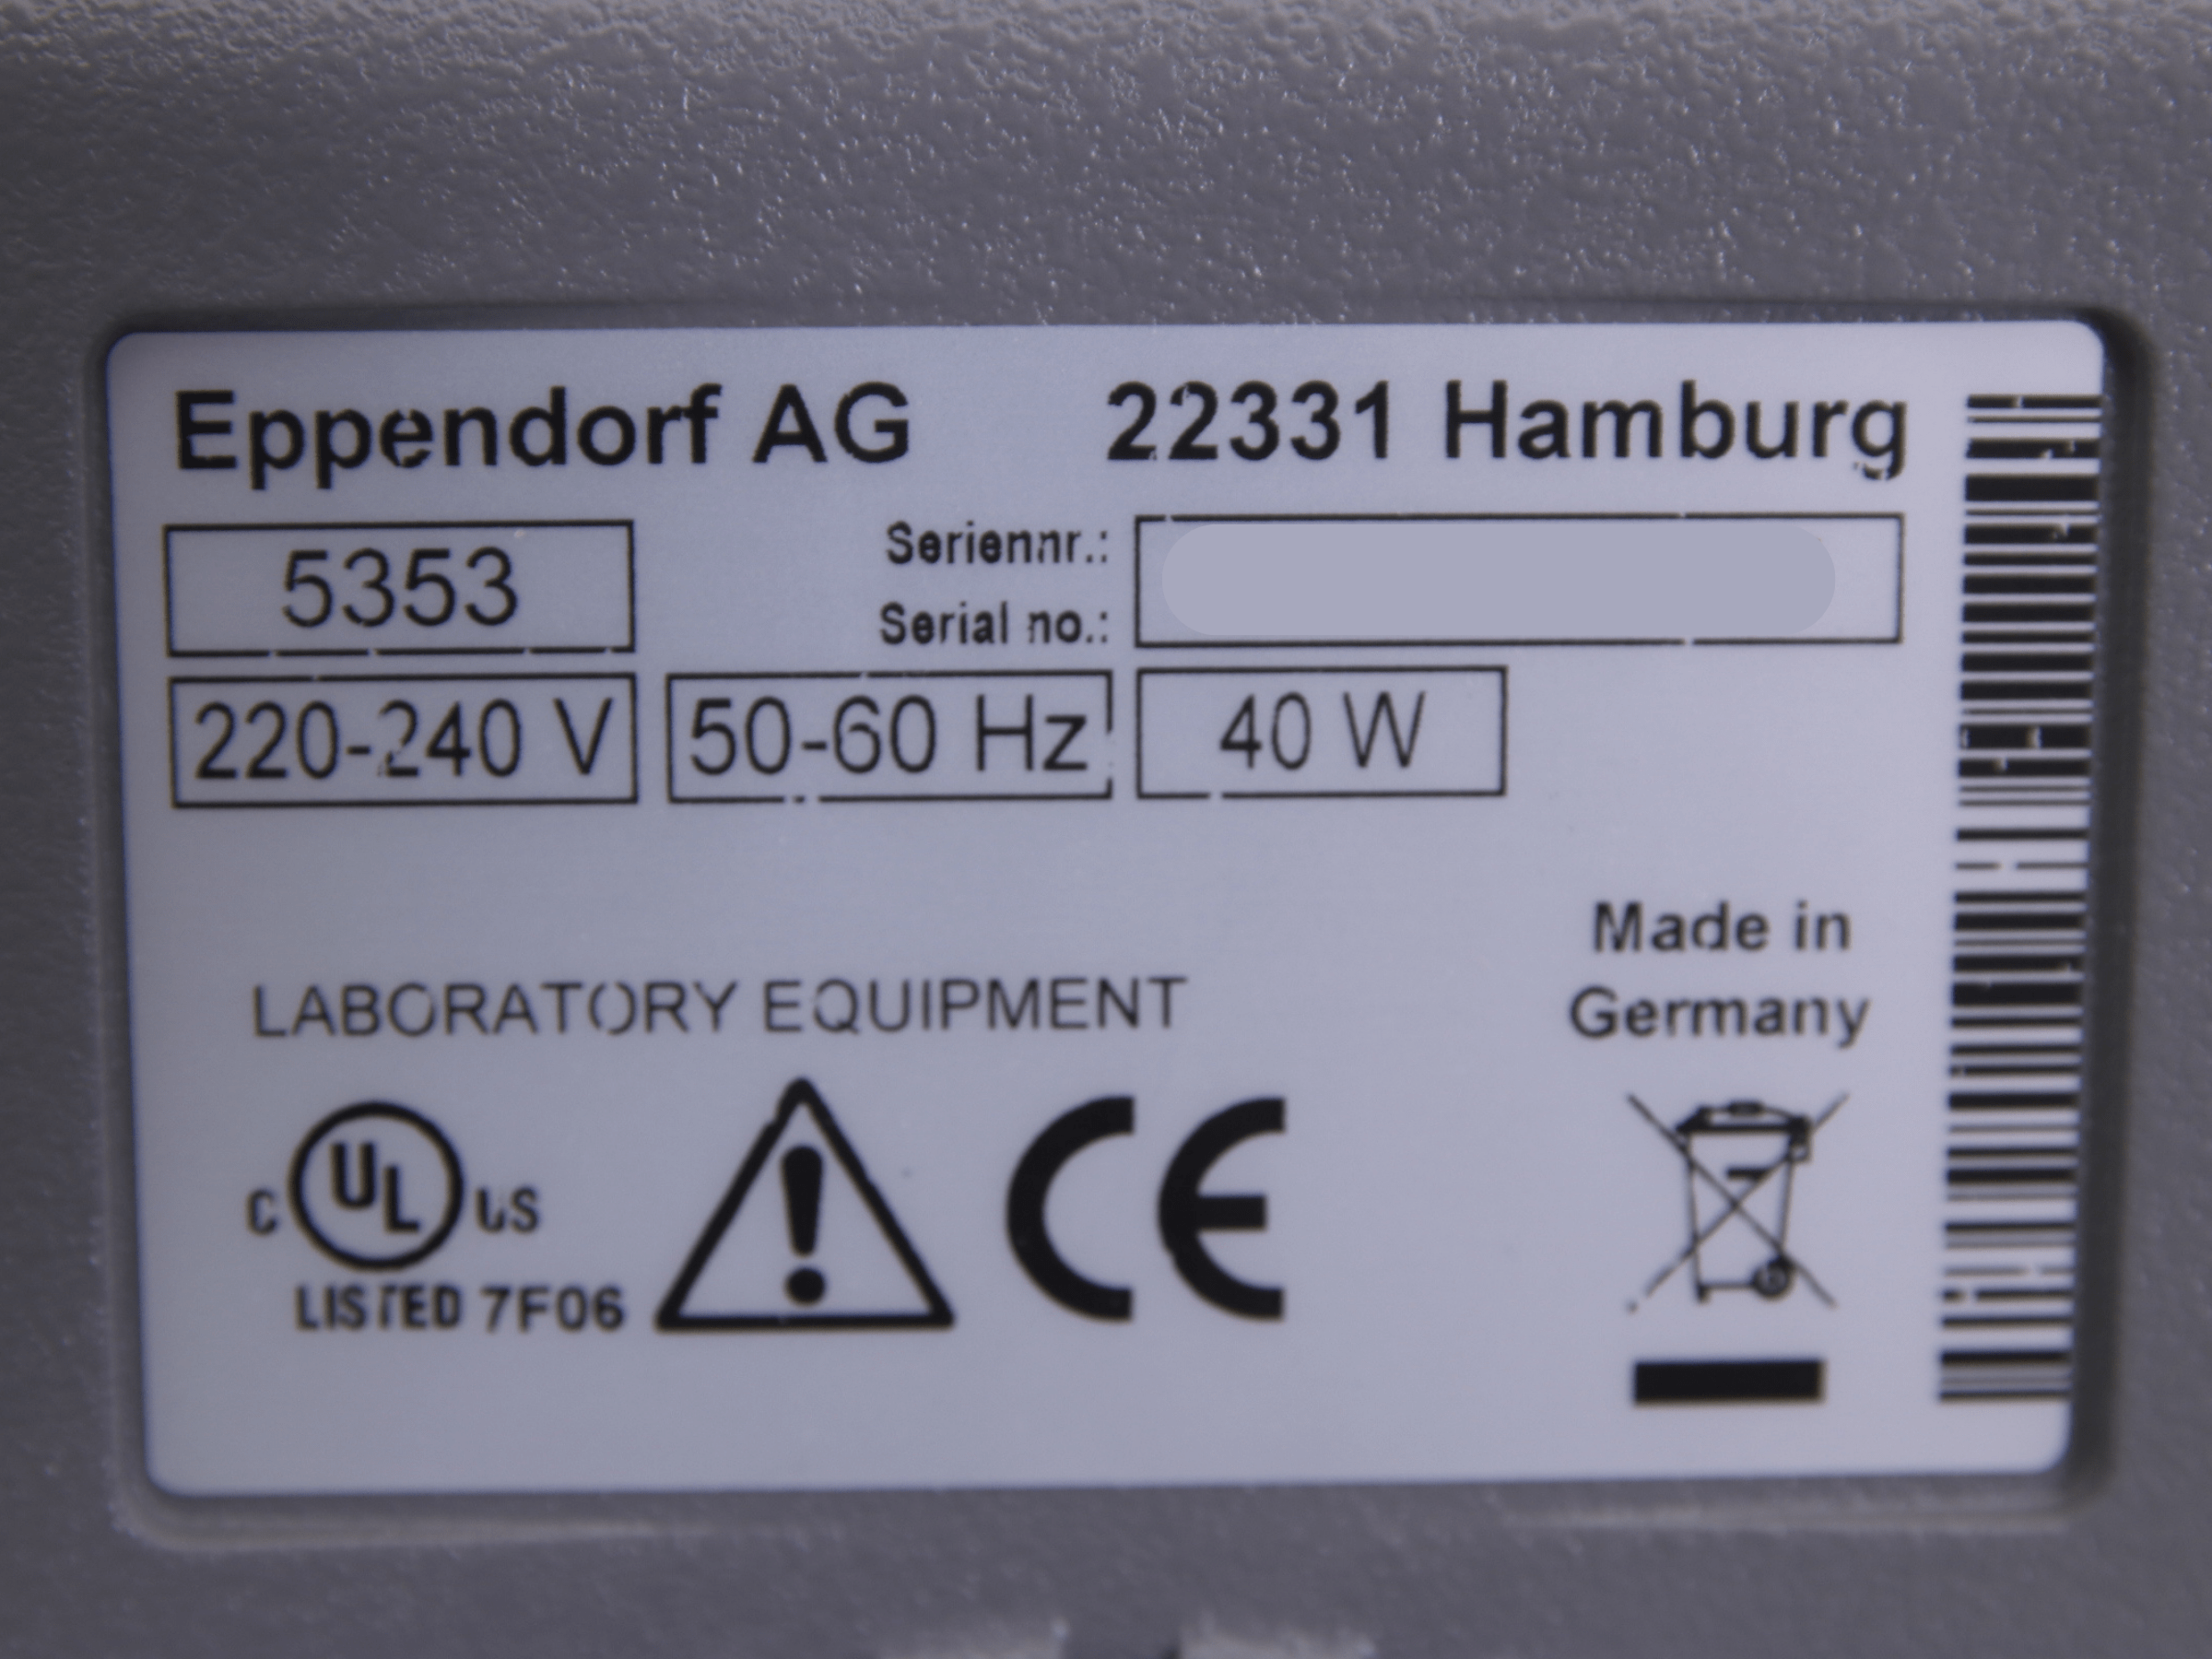 Eppendorf AG 22331 Hamburg
5353 Seriennr.:
Serial no.:
220-240 V 50-60 Hz 40 W
Made in
Germany
LABORATORY EQUIPMENT
C UL US CE
LISTED 7F06